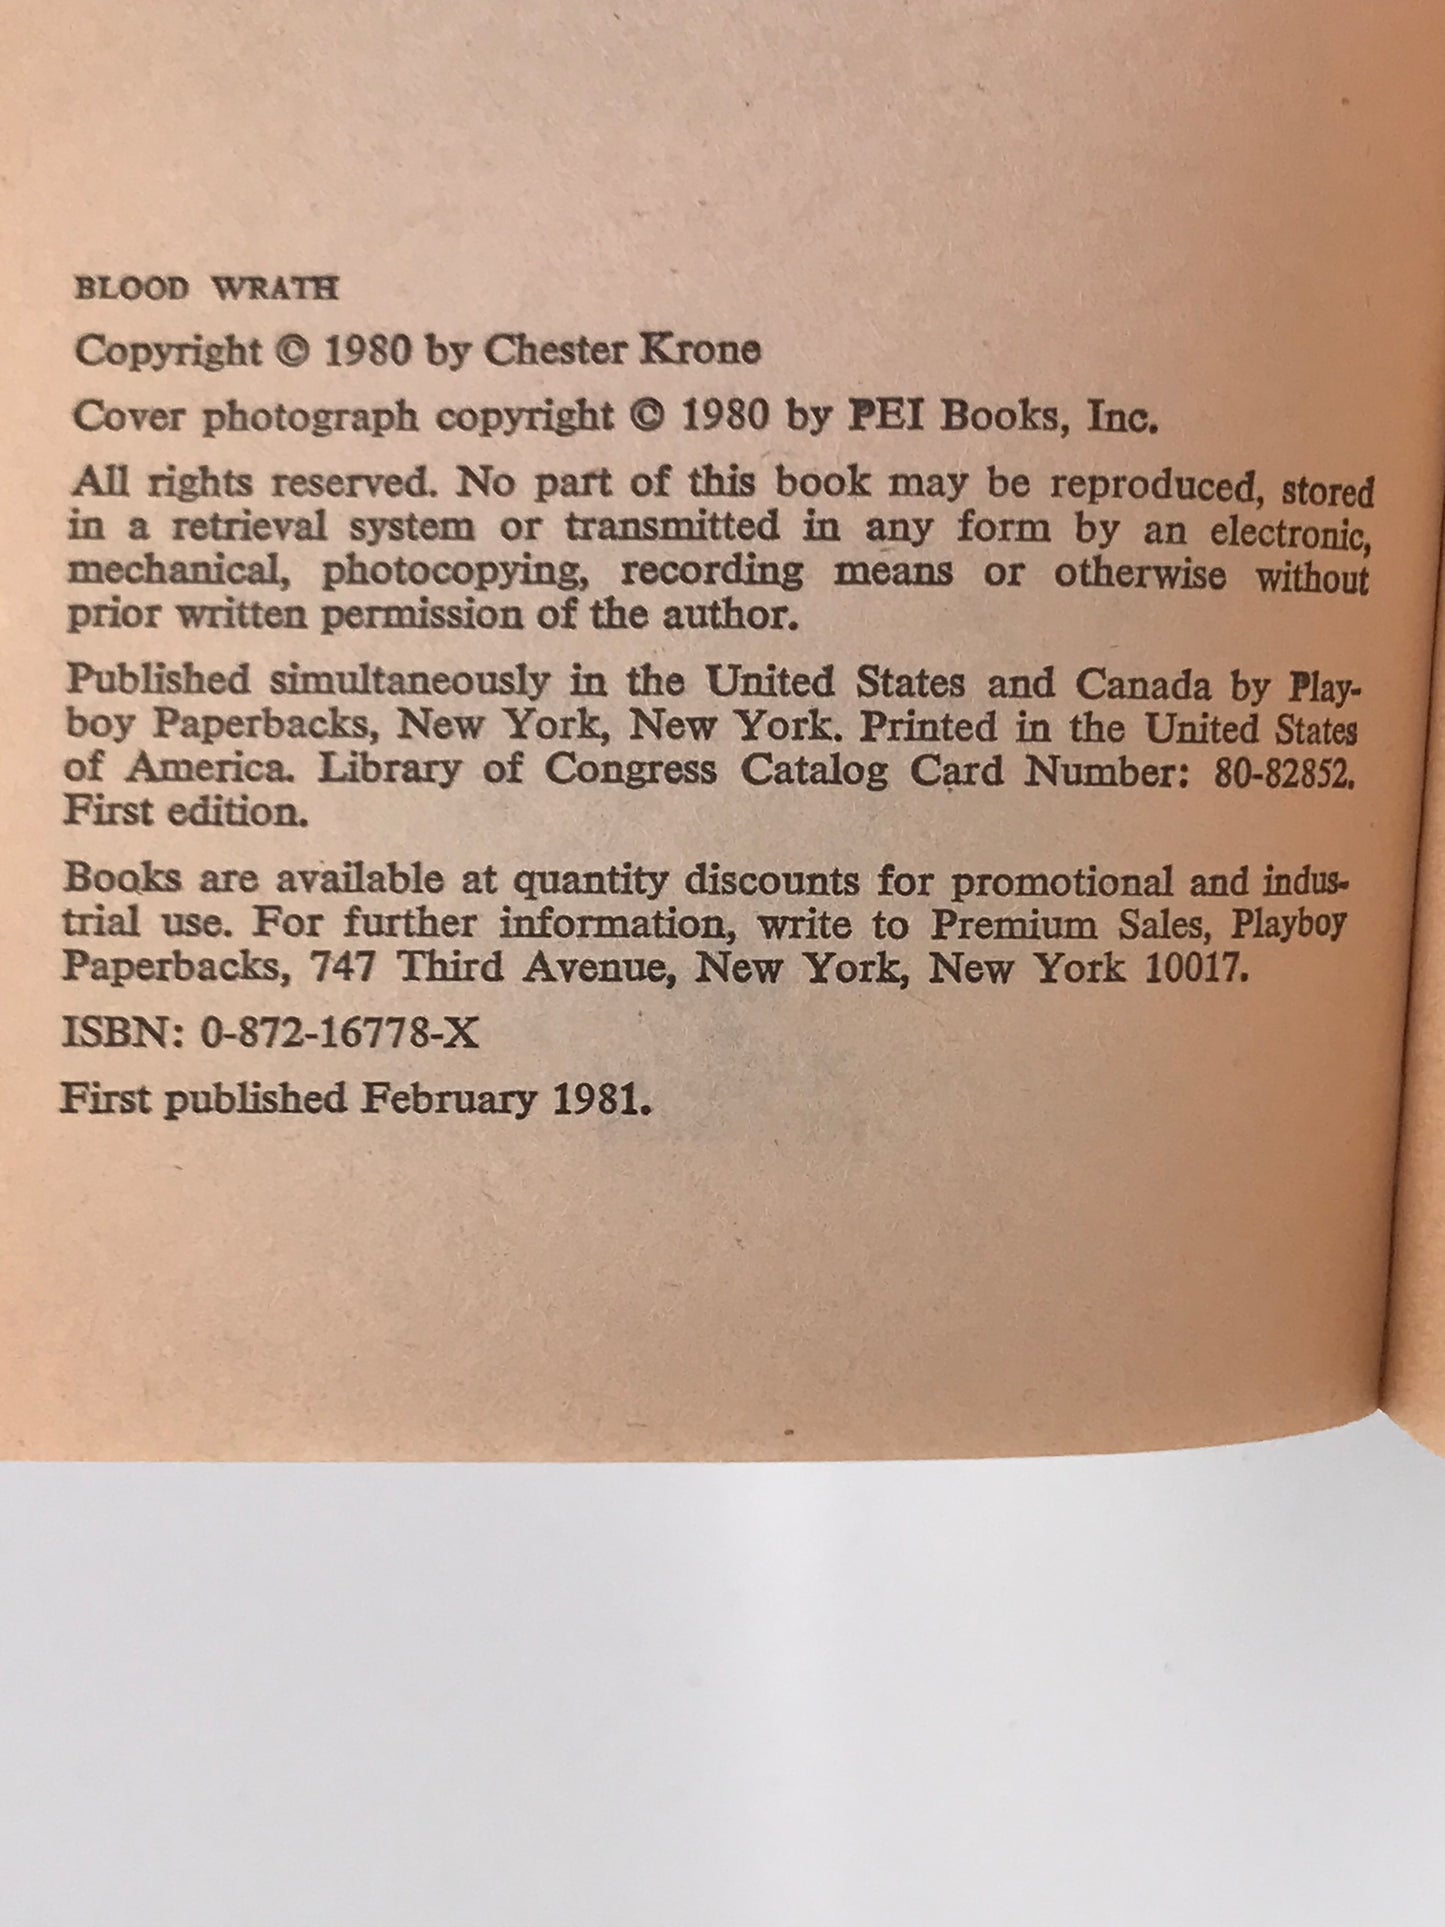 BLOOD WRATH
Copyright © 1980 by Chester Krone
Cover photograph copyright © 1980 by PEI Books, Inc.
All rights reserved. No part of this book may be reproduced, stored
in a retrieval system or transmitted in any form by an electronic,
mechanical, photocopying, recording means or otherwise without
prior written permission of the author.
Published simultaneously in the United States and Canada by Play-
boy Paperbacks, New York, New York. Printed in the United States
of America. Library of Congress Catalog Card Number: 80-82852.
First edition.
Books are available at quantity discounts for promotional and indus-
trial use. For further information, write to Premium Sales, Playboy
Paperbacks, 747 Third Avenue, New York, New York 10017.
ISBN: 0-872-16778-X
First published February 1981.